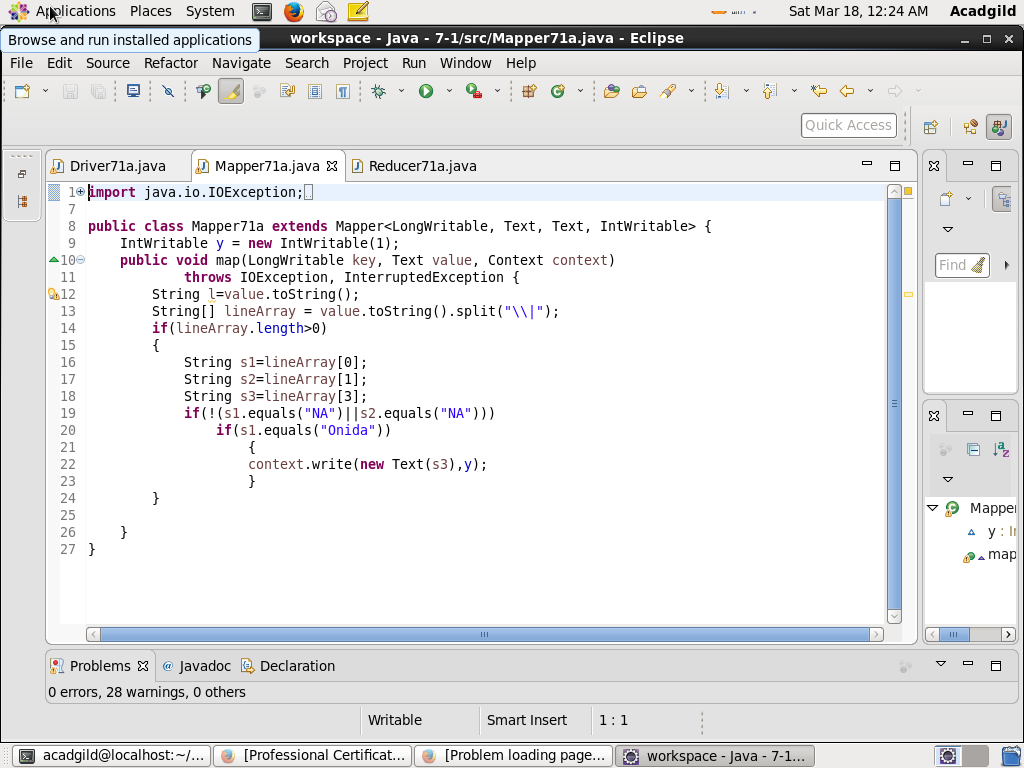 Applications Places System Sat Mar 18, 12:24 AM Acadgild
Browse and run installed applications
workspace - Java - 7-1/src/Mapper71a.java - Eclipse
File Edit Source Refactor Navigate Search Project Run Window Help
Quick Access
Driver71a.java Mapper71a.java Reducer71a.java
1 import java.io.IOException;
7
8 public class Mapper71a extends Mapper<LongWritable, Text, Text, IntWritable> {
9 IntWritable y = new IntWritable(1);
10 public void map(LongWritable key, Text value, Context context)
11 throws IOException, InterruptedException {
12 String l=value.toString();
13 String[] lineArray = value.toString().split("\\|");
14 if(lineArray.length>0)
15 {
16 String s1=lineArray[0];
17 String s2=lineArray[1];
18 String s3=lineArray[3];
19 if(!(s1.equals("NA")||s2.equals("NA")))
20 if(s1.equals("Onida"))
21 {
22 context.write(new Text(s3),y);
23 }
24 }
25
26 }
27 }
Find
Mapper
y : In
map
Problems Javadoc Declaration
0 errors, 28 warnings, 0 others
Writable Smart Insert 1 : 1
acadgild@localhost:~/... [Professional Certificat... [Problem loading page... workspace - Java - 7-1...